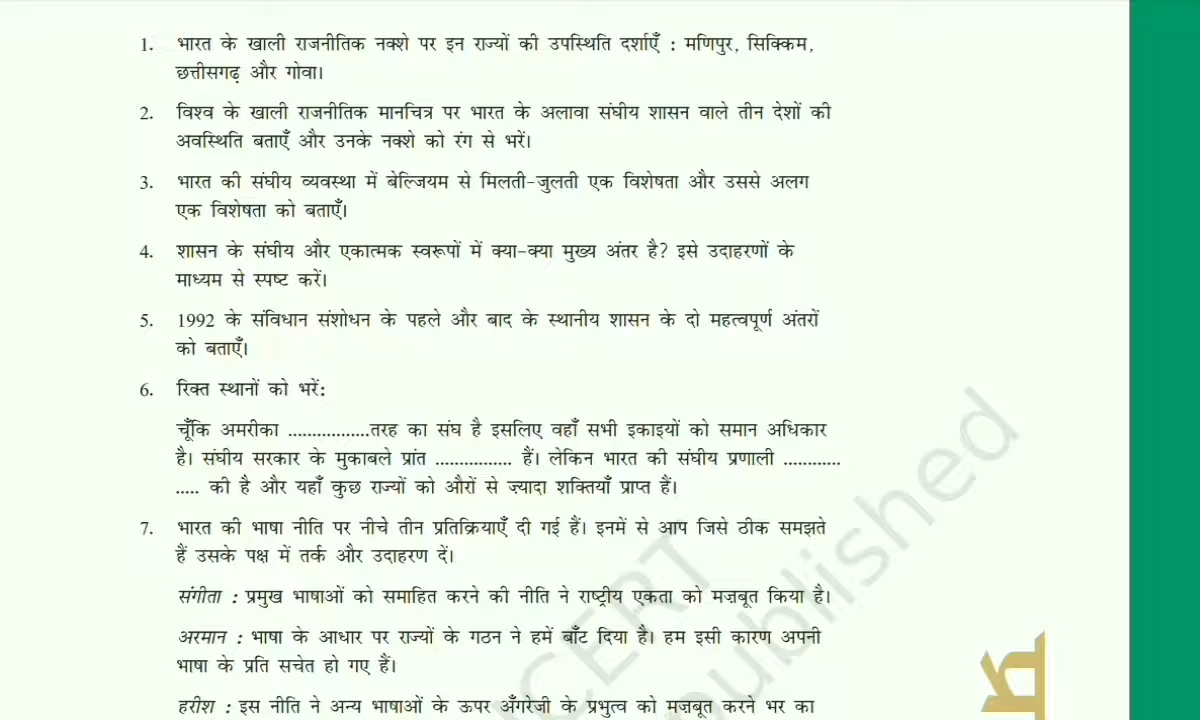 1. भारत के खाली राजनीतिक नक्शे पर इन राज्यों की उपस्थिति दर्शाएँ : मणिपुर, सिक्किम,
छत्तीसगढ़ और गोवा।
2. विश्व के खाली राजनीतिक मानचित्र पर भारत के अलावा संघीय शासन वाले तीन देशों की
अवस्थिति बताएँ और उनके नक्शे को रंग से भरें।
3. भारत की संघीय व्यवस्था में बेल्जियम से मिलती-जुलती एक विशेषता और उससे अलग
एक विशेषता को बताएँ।
4. शासन के संघीय और एकात्मक स्वरूपों में क्या-क्या मुख्य अंतर है? इसे उदाहरणों के
माध्यम से स्पष्ट करें।
5. 1992 के संविधान संशोधन के पहले और बाद के स्थानीय शासन के दो महत्वपूर्ण अंतरों
को बताएँ।
6. रिक्त स्थानों को भरें:
चूँकि अमरीका .................तरह का संघ है इसलिए वहाँ सभी इकाइयों को समान अधिकार
है। संघीय सरकार के मुकाबले प्रांत ................ हैं। लेकिन भारत की संघीय प्रणाली ............
..... की है और यहाँ कुछ राज्यों को औरों से ज़्यादा शक्तियाँ प्राप्त हैं।
7. भारत की भाषा नीति पर नीचे तीन प्रतिक्रियाएँ दी गई हैं। इनमें से आप जिसे ठीक समझते
हैं उसके पक्ष में तर्क और उदाहरण दें।
संगीता : प्रमुख भाषाओं को समाहित करने की नीति ने राष्ट्रीय एकता को मज़बूत किया है।
अरमान : भाषा के आधार पर राज्यों के गठन ने हमें बाँट दिया है। हम इसी कारण अपनी
भाषा के प्रति सचेत हो गए हैं।
हरीश : इस नीति ने अन्य भाषाओं के ऊपर अँगरेजी के प्रभुत्व को मज़बूत करने भर का